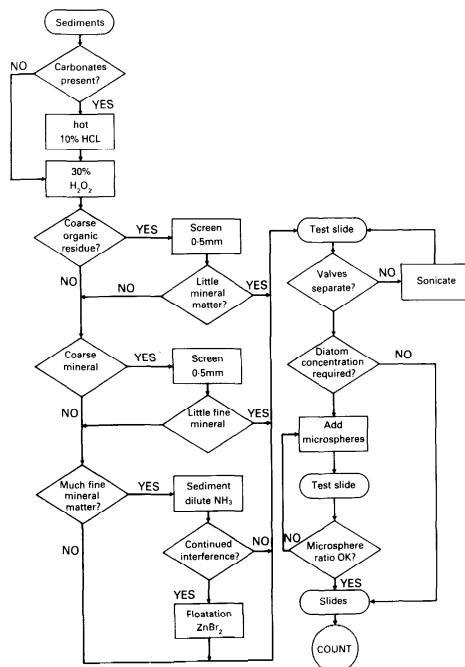 Sediments
NO
Carbonates
present?
YES
hot
10% HCL
30%
H₂O₂
Coarse
organic
residue?
YES
Screen
0·5mm
NO
NO
Little
mineral
matter?
YES
Coarse
mineral
YES
Screen
0·5mm
NO
Little fine
mineral
YES
Much fine
mineral
matter?
YES
Sediment
dilute NH₃
NO
Continued
interference?
NO
YES
Floatation
ZnBr₂
Test slide
Valves
separate?
NO
Sonicate
Diatom
concentration
required?
NO
Add
microspheres
Test slide
NO
Microsphere
ratio OK?
YES
Slides
COUNT